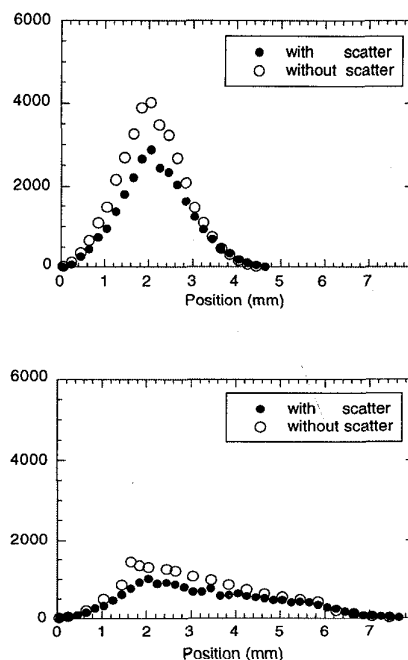 6000
with scatter
without scatter
4000
2000
0
0 1 2 3 4 5 6 7
Position (mm)
6000
with scatter
without scatter
4000
2000
0
0 1 2 3 4 5 6 7
Position (mm)